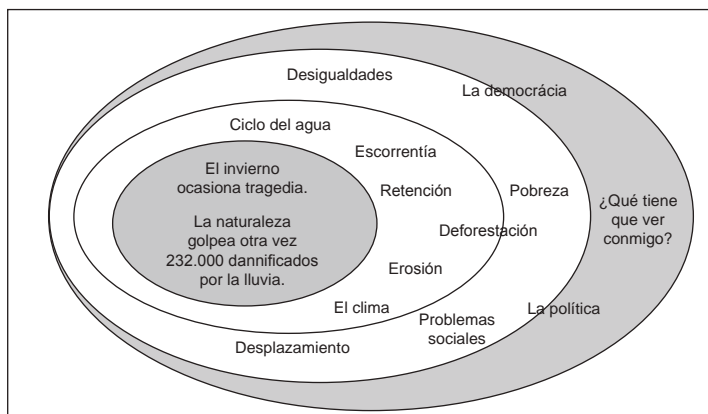 Desigualdades
La democrácia
Ciclo del agua
Escorrentía
El invierno
ocasiona tragedia.
Retención
Pobreza
¿Qué tiene
que ver
conmigo?
La naturaleza
golpea otra vez
232.000 dannificados
por la lluvia.
Deforestación
Erosión
El clima
La política
Problemas
sociales
Desplazamiento